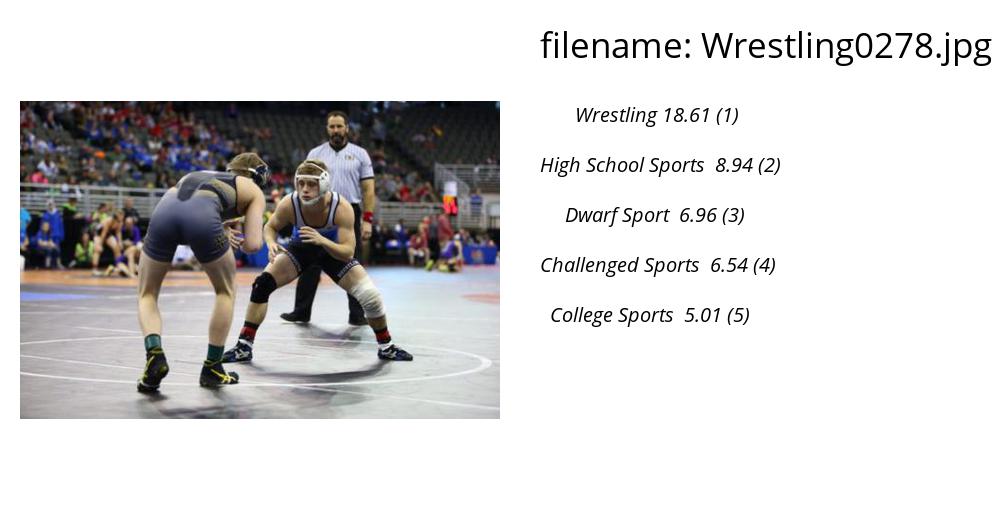 filename: Wrestling0278.jpg
Wrestling 18.61 (1)
High School Sports 8.94 (2)
Dwarf Sport 6.96 (3)
Challenged Sports 6.54 (4)
College Sports 5.01 (5)